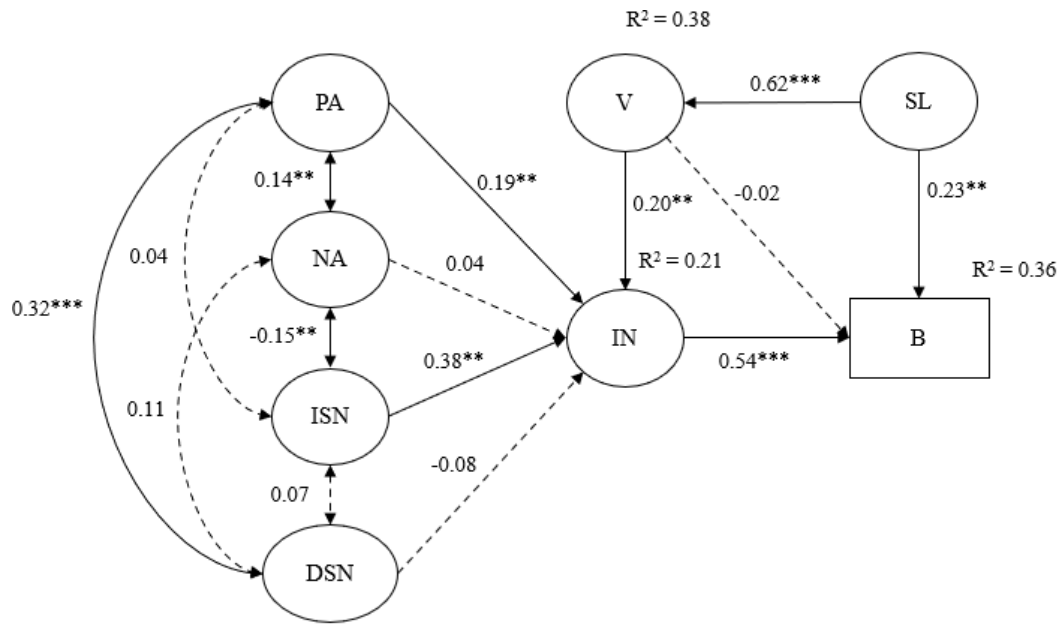 R² = 0.38
PA
V
SL
0.62***
0.14**
0.19**
0.20**
-0.02
0.23**
0.04
NA
0.04
R² = 0.21
R² = 0.36
0.32***
-0.15**
0.38**
IN
0.54***
B
0.11
ISN
-0.08
0.07
DSN